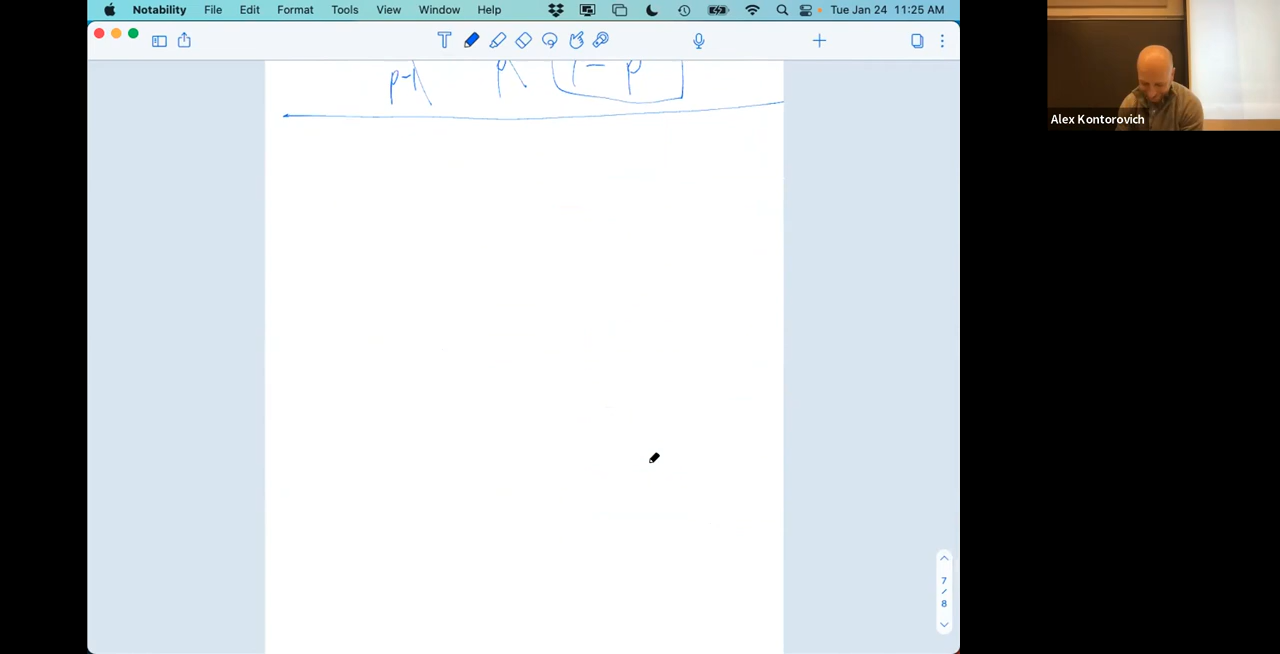 Notability File Edit Format Tools View Window Help Tue Jan 24 11:25 AM
T
p-1 p 1 - p
7
/
8
Alex Kontorovich